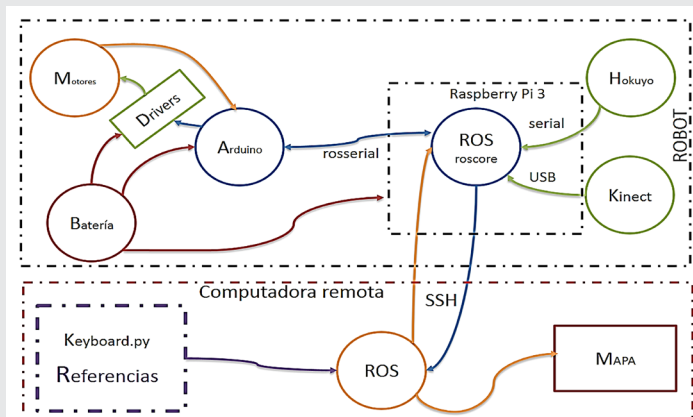 Motores
Drivers
Arduino
Batería
rosserial
Raspberry Pi 3
ROS
roscore
serial
USB
Hokuyo
Kinect
ROBOT
Computadora remota
SSH
Keyboard.py
Referencias
ROS
MAPA